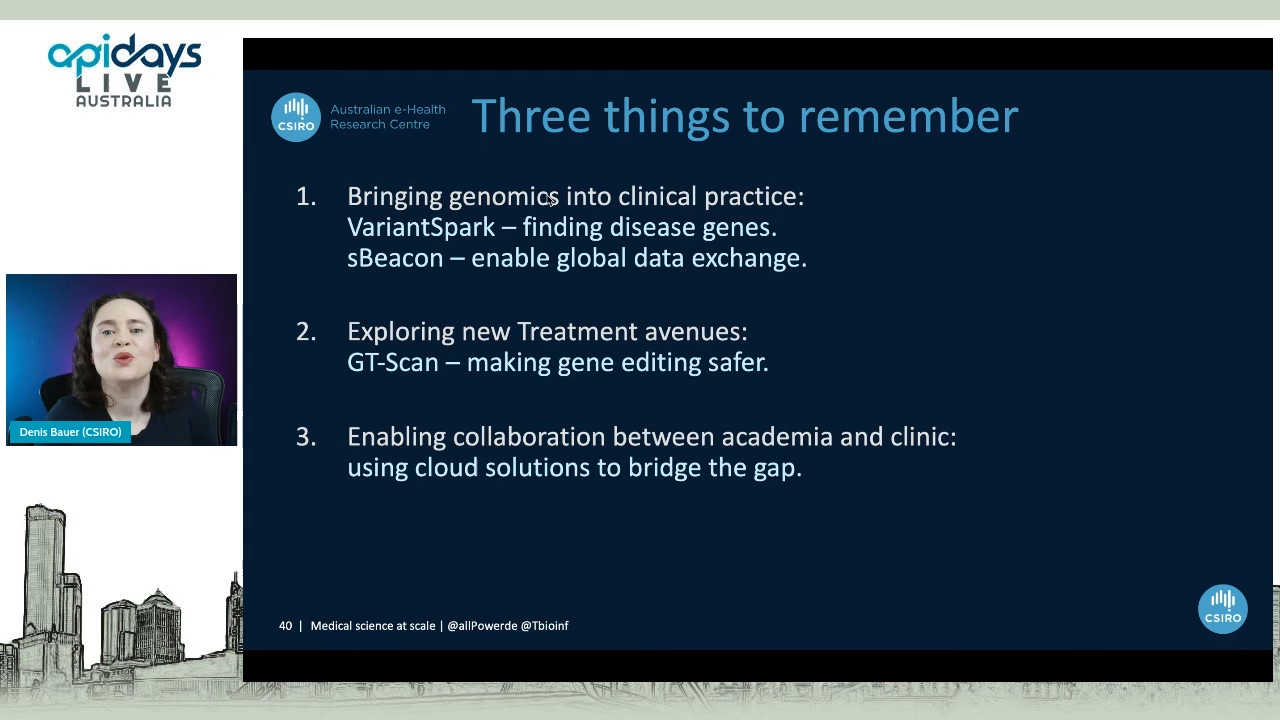 apidays
LIVE
AUSTRALIA
CSIRO
Australian e-Health
Research Centre
Three things to remember
1. Bringing genomics into clinical practice:
VariantSpark – finding disease genes.
sBeacon – enable global data exchange.
2. Exploring new Treatment avenues:
GT-Scan – making gene editing safer.
3. Enabling collaboration between academia and clinic:
using cloud solutions to bridge the gap.
Denis Bauer (CSIRO)
40 | Medical science at scale | @allPowerde @Tbioinf
CSIRO